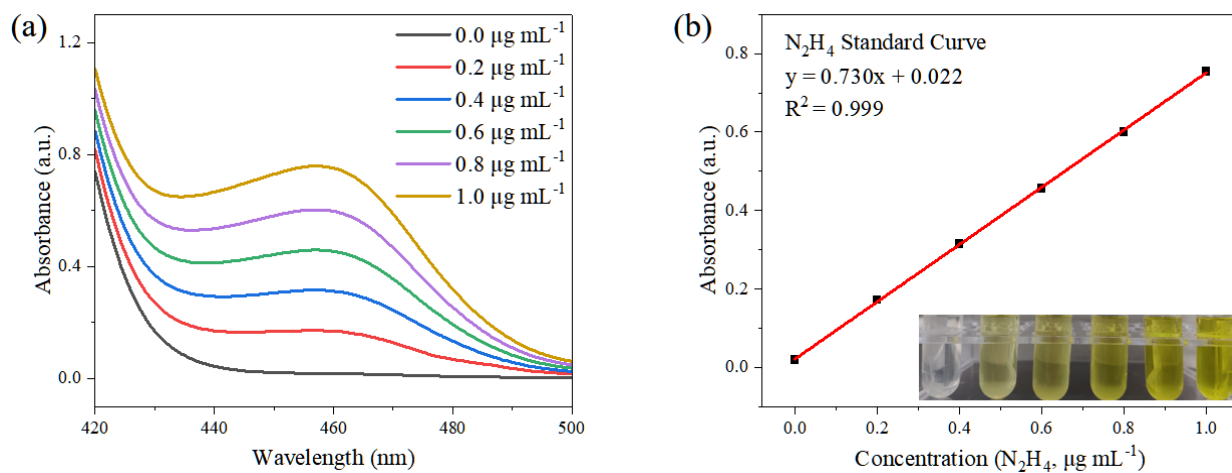 (a)
1.2
0.8
0.4
0.0
Absorbance (a.u.)
0.0 μg mL⁻¹
0.2 μg mL⁻¹
0.4 μg mL⁻¹
0.6 μg mL⁻¹
0.8 μg mL⁻¹
1.0 μg mL⁻¹
420 440 460 480 500
Wavelength (nm)
(b)
0.8
0.6
0.4
0.2
0.0
Absorbance (a.u.)
N₂H₄ Standard Curve
y = 0.730x + 0.022
R² = 0.999
0.0 0.2 0.4 0.6 0.8 1.0
Concentration (N₂H₄, μg mL⁻¹)